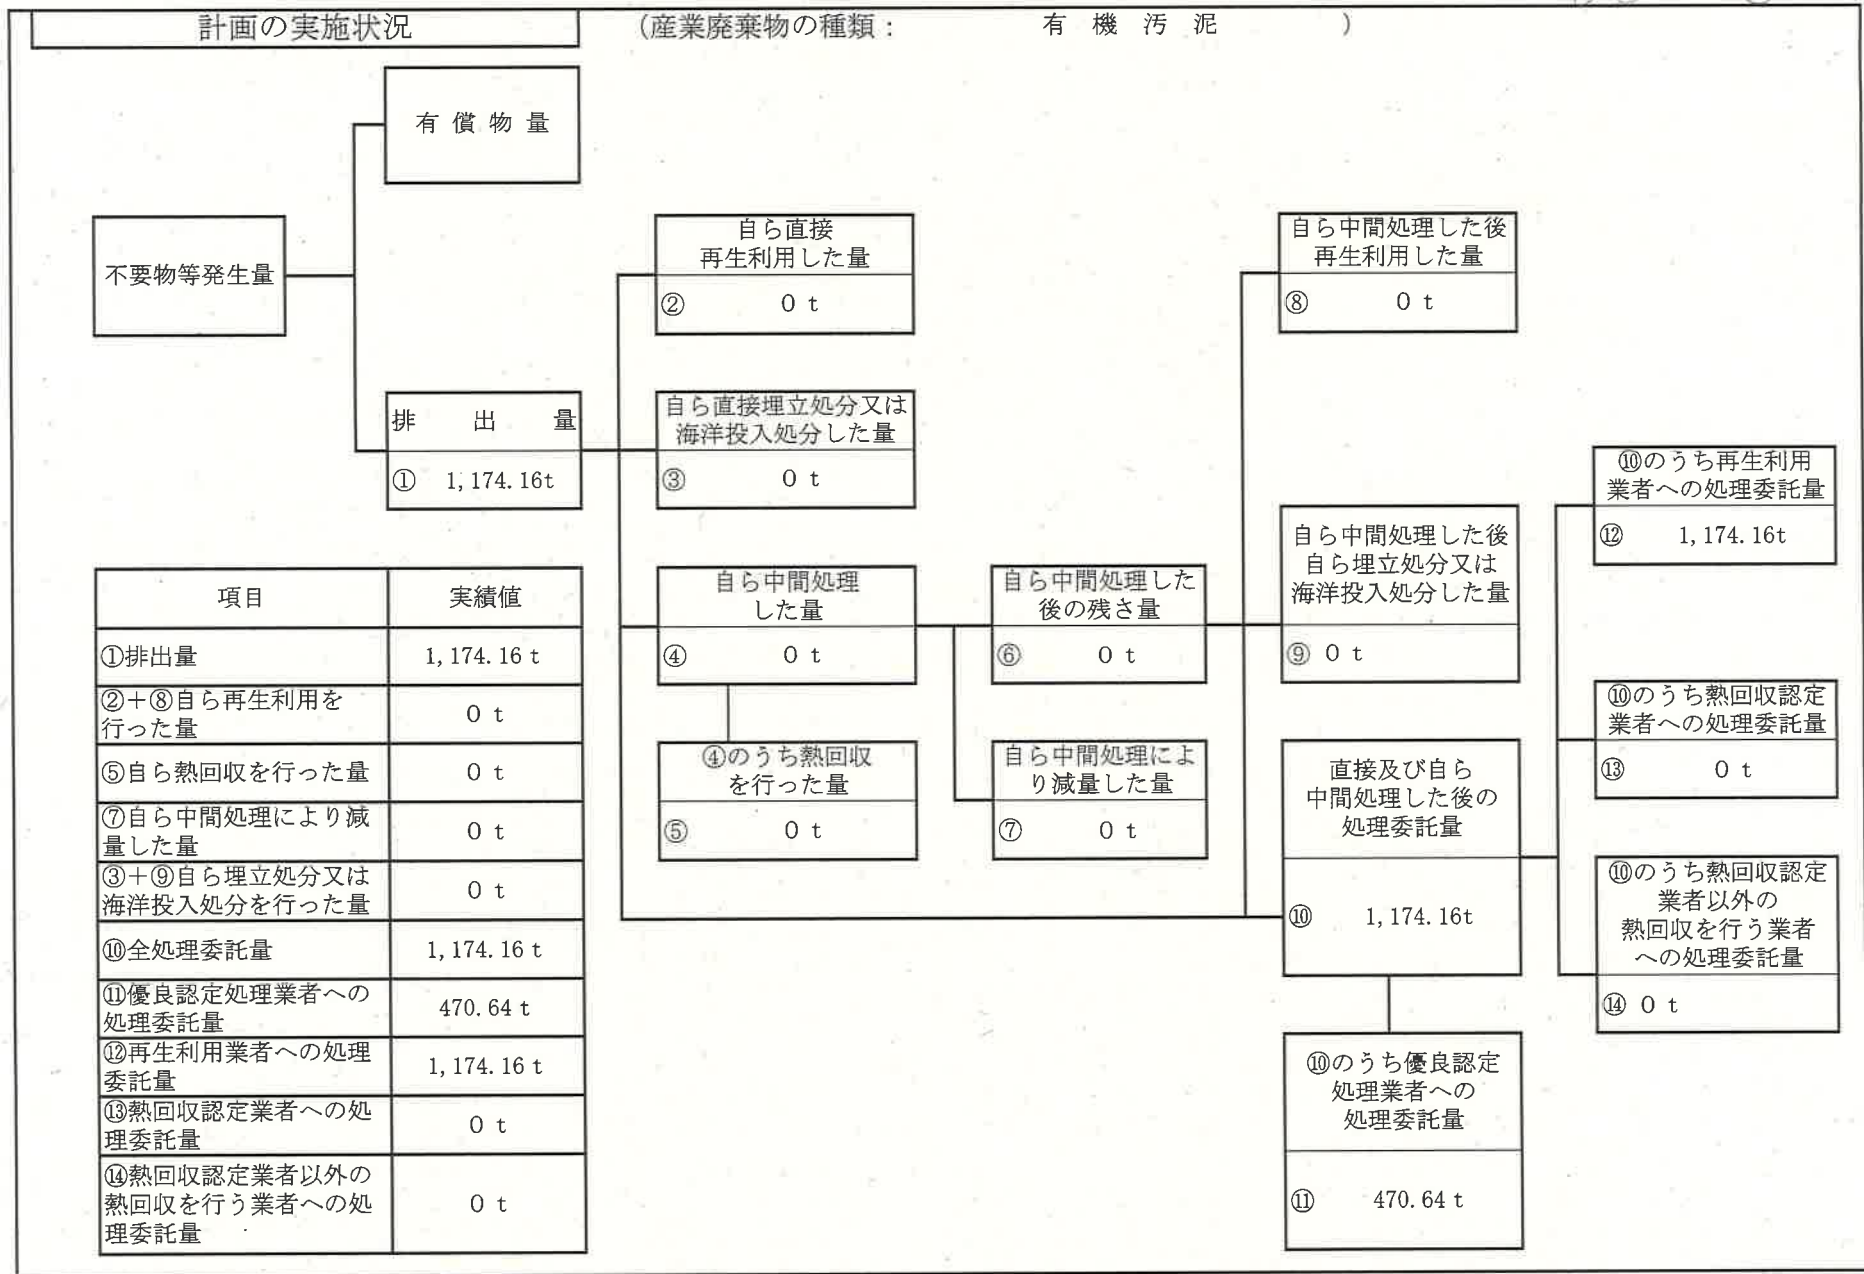 計画の実施状況
(産業廃棄物の種類： 有機汚泥 )
有償物量
不要物等発生量
排出量
① 1,174.16t
自ら直接
再生利用した量
② 0 t
自ら直接埋立処分又は
海洋投入処分した量
③ 0 t
自ら中間処理
した量
④ 0 t
④のうち熱回収
を行った量
⑤ 0 t
自ら中間処理した
後の残さ量
⑥ 0 t
自ら中間処理によ
り減量した量
⑦ 0 t
自ら中間処理した後
再生利用した量
⑧ 0 t
自ら中間処理した後
自ら埋立処分又は
海洋投入処分した量
⑨ 0 t
直接及び自ら
中間処理した後の
処理委託量
⑩ 1,174.16t
⑩のうち優良認定
処理業者への
処理委託量
⑪ 470.64 t
⑩のうち再生利用
業者への処理委託量
⑫ 1,174.16t
⑩のうち熱回収認定
業者への処理委託量
⑬ 0 t
⑩のうち熱回収認定
業者以外の
熱回収を行う業者
への処理委託量
⑭ 0 t
項目 実績値
①排出量 1,174.16 t
②＋⑧自ら再生利用を
行った量 0 t
⑤自ら熱回収を行った量 0 t
⑦自ら中間処理により減
量した量 0 t
③＋⑨自ら埋立処分又は
海洋投入処分を行った量 0 t
⑩全処理委託量 1,174.16 t
⑪優良認定処理業者への
処理委託量 470.64 t
⑫再生利用業者への処理
委託量 1,174.16 t
⑬熱回収認定業者への処
理委託量 0 t
⑭熱回収認定業者以外の
熱回収を行う業者への処
理委託量 0 t